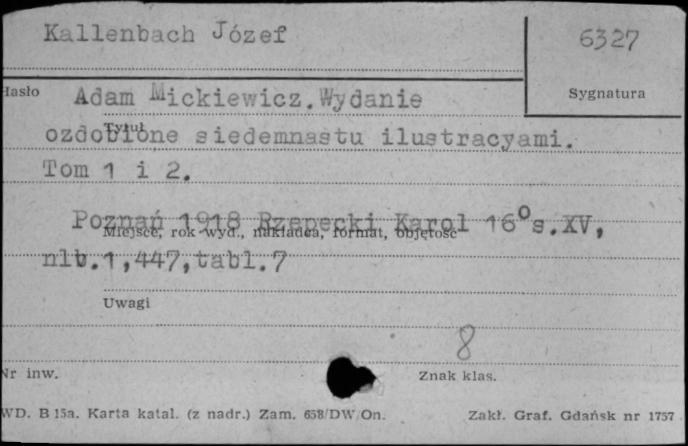 Kallenbach Józef
6327
Hasło
Sygnatura
Adam Mickiewicz. Wydanie
Tytuł
ozdobione siedemnastu ilustracyami.
Tom 1 i 2.
Poznań 1918 Rzepecki Karol 16° s. XV,
Miejsce, rok wyd., nakładca, format, objętość
nlb. 1, 447, tabl. 7
Uwagi
8
Nr inw.
Znak klas.
WD. B 15a. Karta katal. (z nadr.) Zam. 658/DW/On.
Zakł. Graf. Gdańsk nr 1757